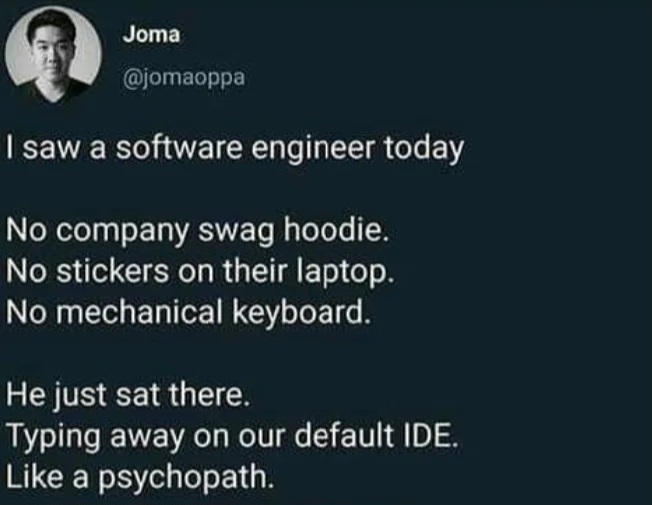 Joma
@jomaoppa
I saw a software engineer today
No company swag hoodie.
No stickers on their laptop.
No mechanical keyboard.
He just sat there.
Typing away on our default IDE.
Like a psychopath.